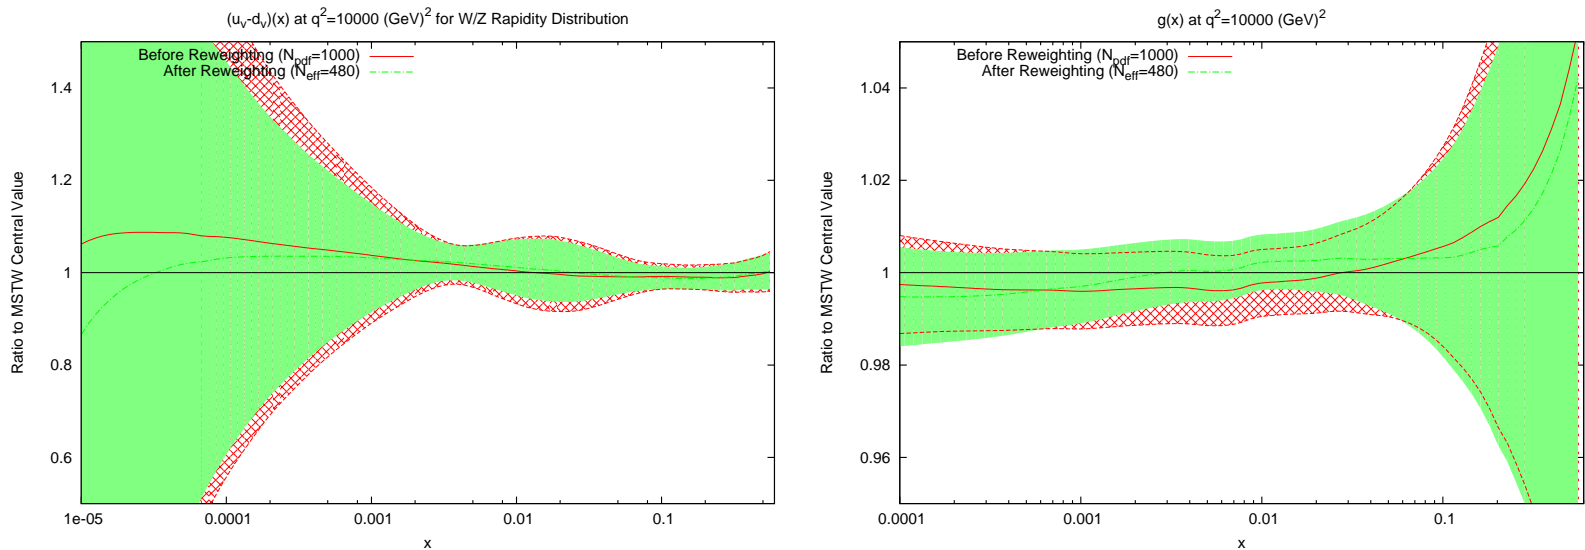 (u_v-d_v)(x) at q^2=10000 (GeV)^2 for W/Z Rapidity Distribution
Before Reweighting (N_pdf=1000)
After Reweighting (N_eff=480)
Ratio to MSTW Central Value
1.4
1.2
1
0.8
0.6
1e-05
0.0001
0.001
0.01
0.1
x
g(x) at q^2=10000 (GeV)^2
Before Reweighting (N_pdf=1000)
After Reweighting (N_eff=480)
Ratio to MSTW Central Value
1.04
1.02
1
0.98
0.96
0.0001
0.001
0.01
0.1
x